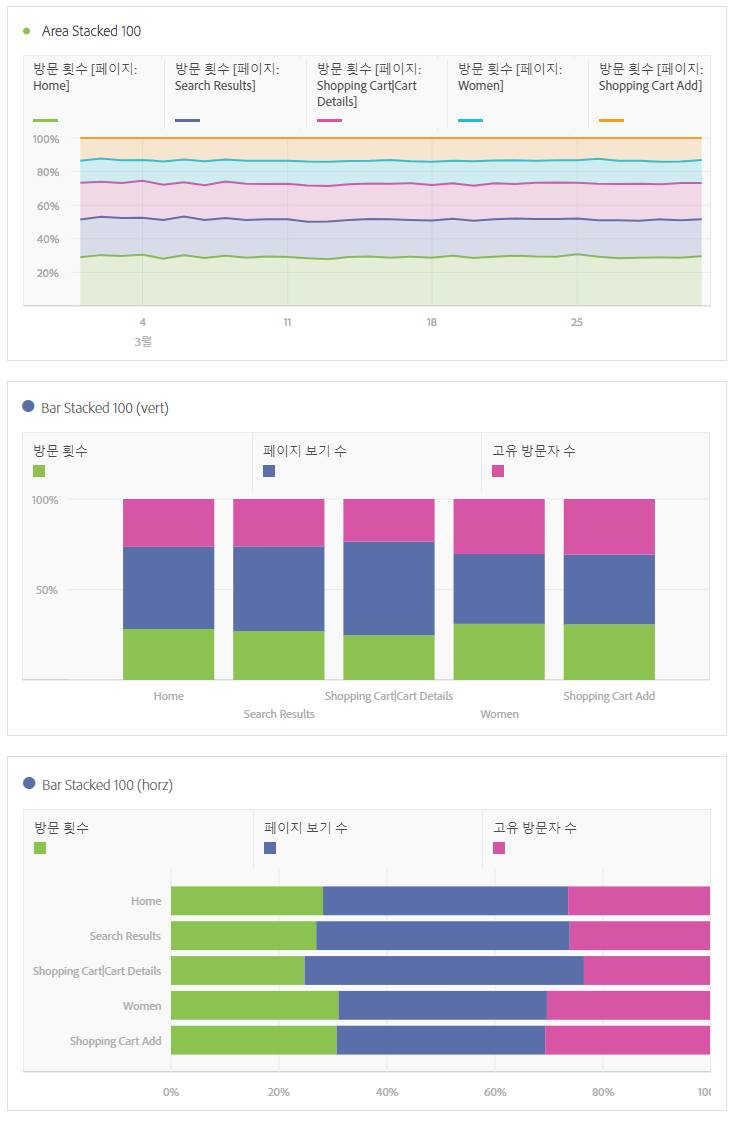 Area Stacked 100
방문 횟수 [페이지: Home]
방문 횟수 [페이지: Search Results]
방문 횟수 [페이지: Shopping Cart|Cart Details]
방문 횟수 [페이지: Women]
방문 횟수 [페이지: Shopping Cart Add]
100%
80%
60%
40%
20%
4
11
18
25
3월
Bar Stacked 100 (vert)
방문 횟수
페이지 보기 수
고유 방문자 수
100%
50%
Home
Search Results
Shopping Cart|Cart Details
Women
Shopping Cart Add
Bar Stacked 100 (horz)
방문 횟수
페이지 보기 수
고유 방문자 수
Home
Search Results
Shopping Cart|Cart Details
Women
Shopping Cart Add
0%
20%
40%
60%
80%